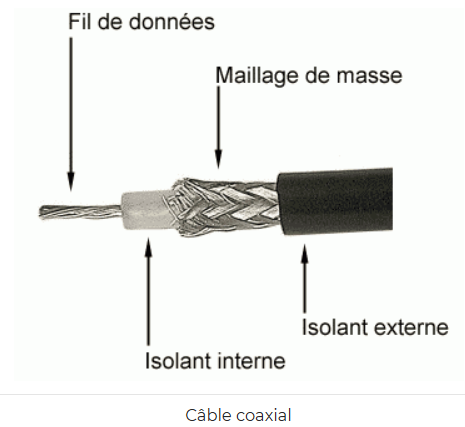 Fil de données
Maillage de masse
Isolant externe
Isolant interne
Câble coaxial